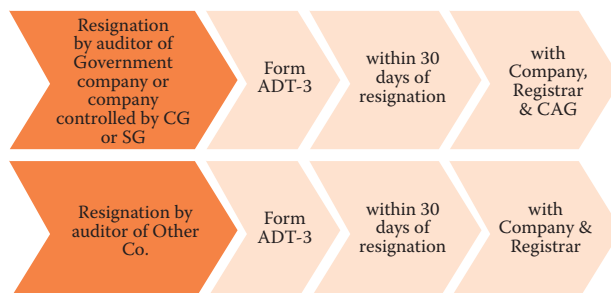 Resignation
by auditor of
Government
company or
company
controlled by CG
or SG
Form
ADT-3
within 30
days of
resignation
with
Company,
Registrar
& CAG
Resignation by
auditor of Other
Co.
Form
ADT-3
within 30
days of
resignation
with
Company &
Registrar